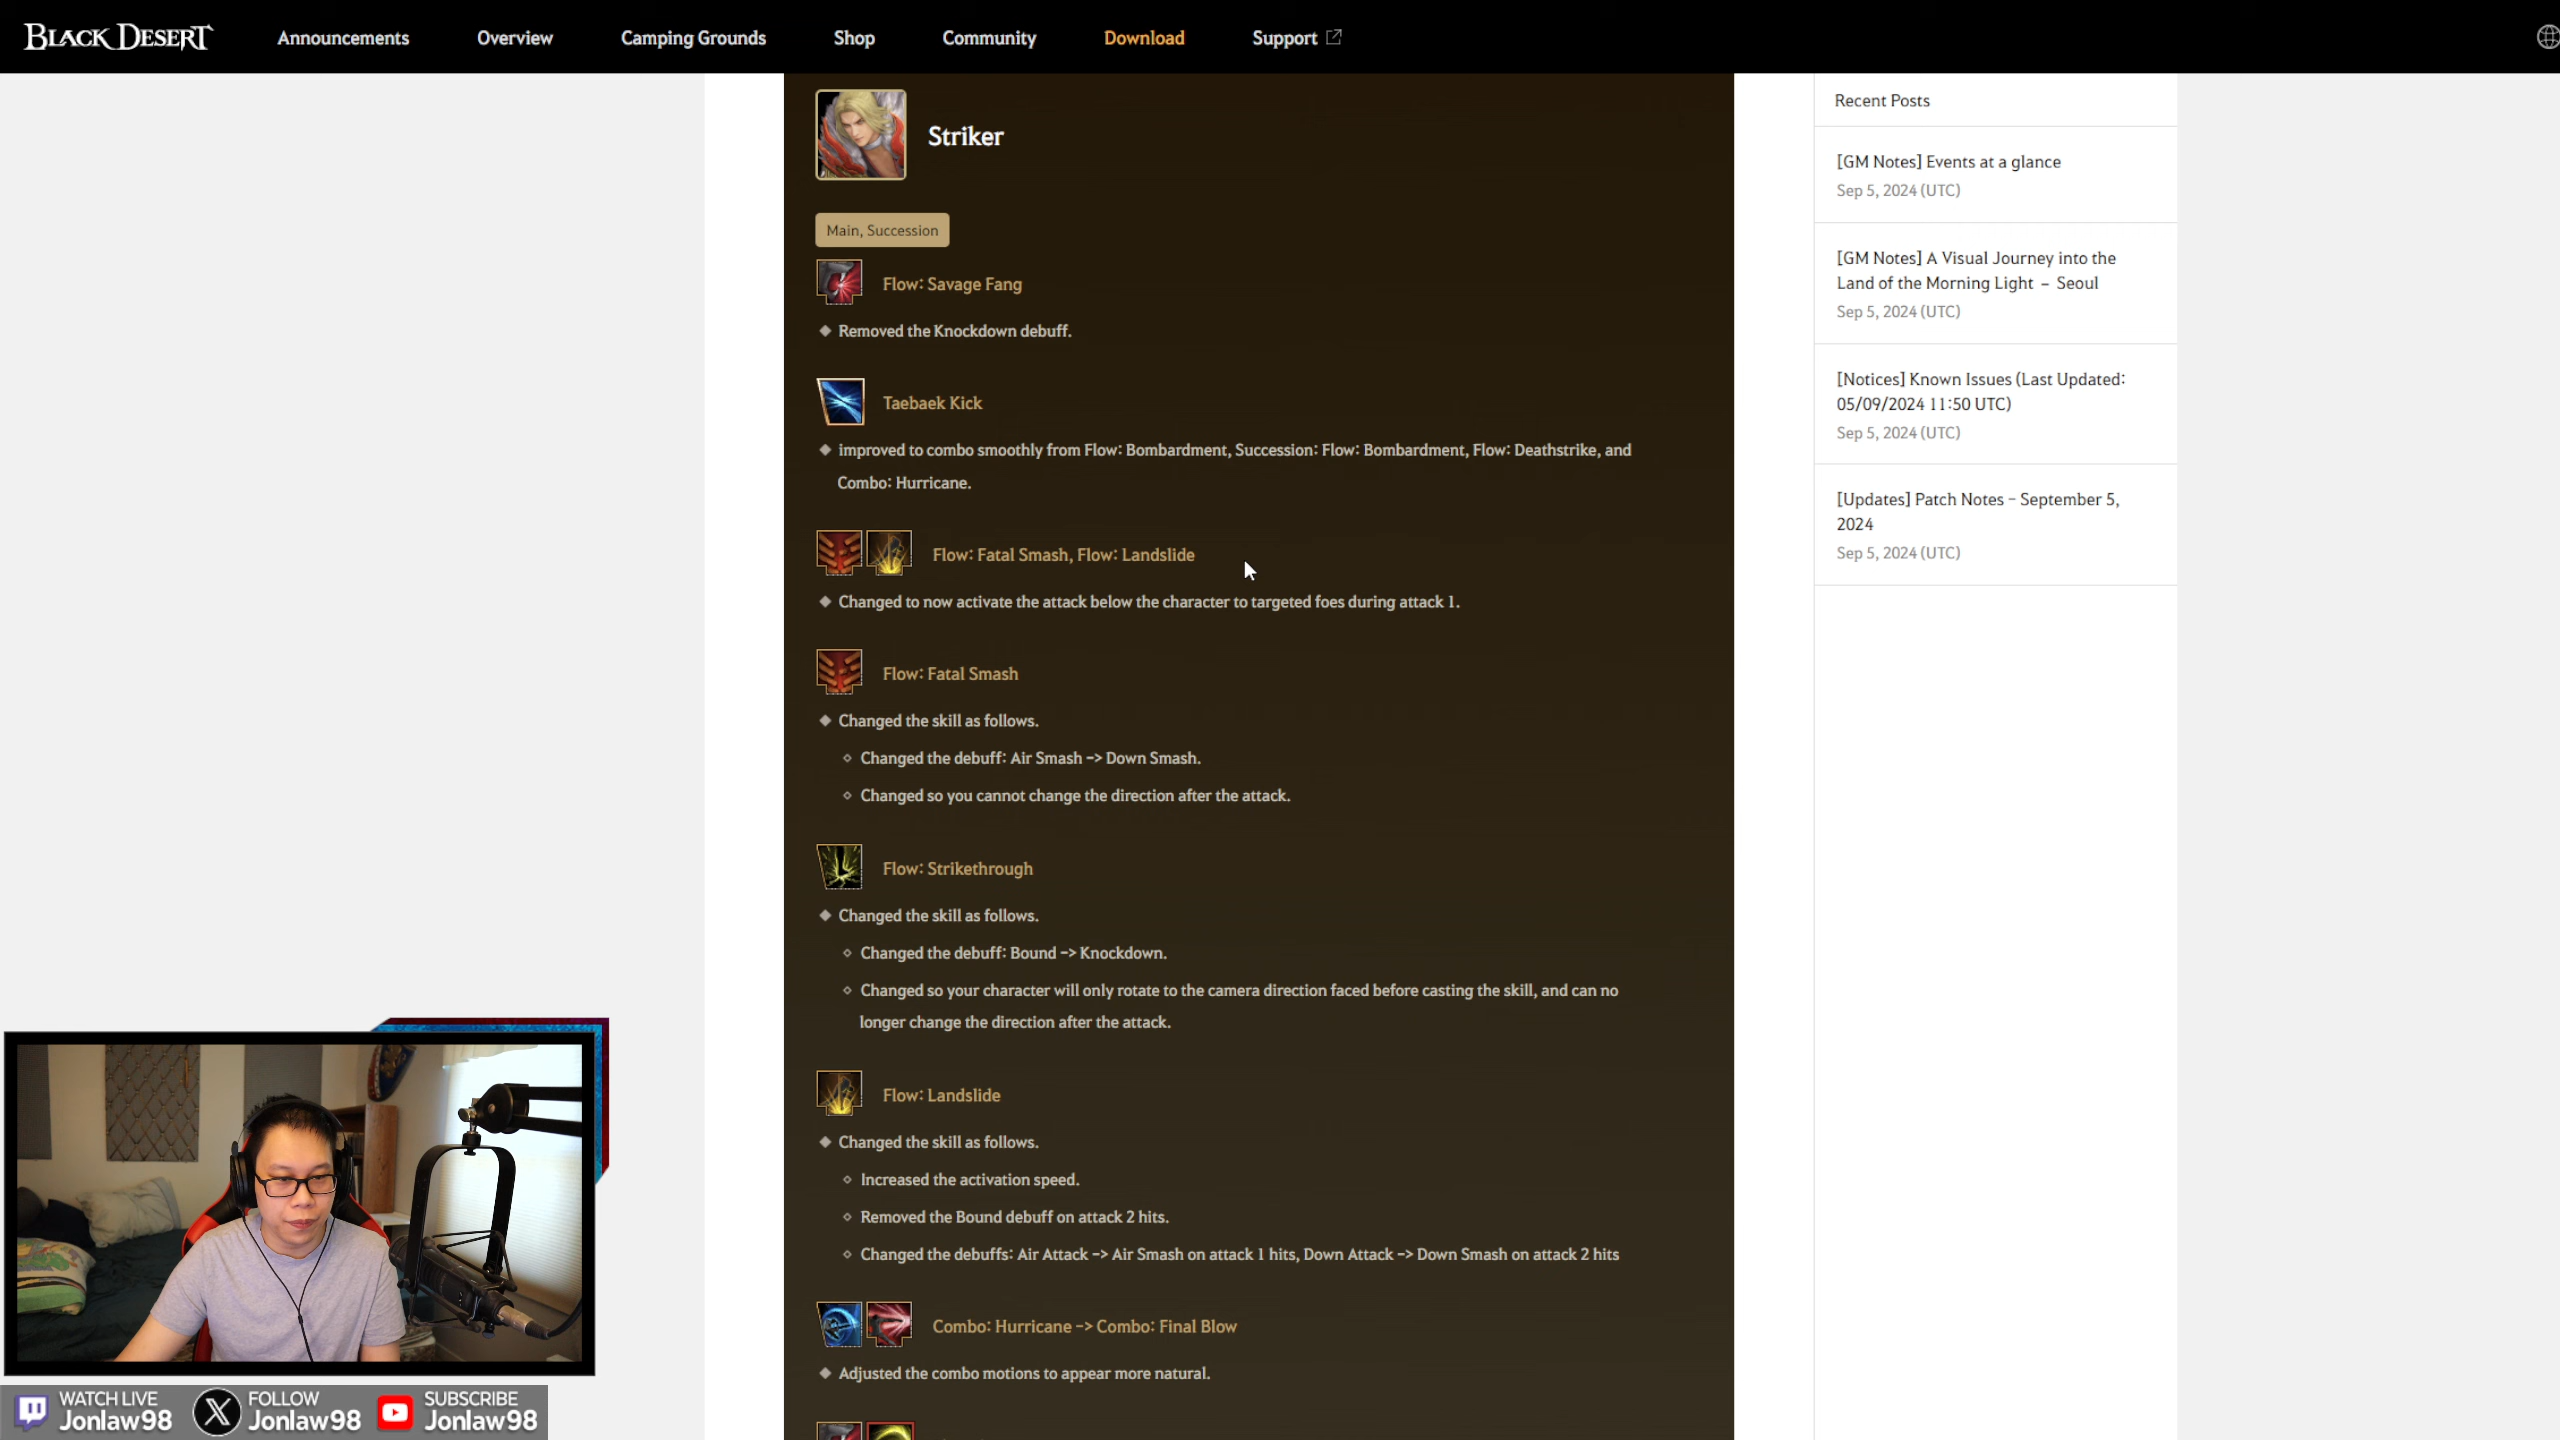 BLACK DESERT
Announcements
Overview
Camping Grounds
Shop
Community
Download
Support
Striker
Main, Succession
Flow: Savage Fang
Removed the Knockdown debuff.
Taebaek Kick
improved to combo smoothly from Flow: Bombardment, Succession: Flow: Bombardment, Flow: Deathstrike, and
Combo: Hurricane.
Flow: Fatal Smash, Flow: Landslide
Changed to now activate the attack below the character to targeted foes during attack 1.
Flow: Fatal Smash
Changed the skill as follows.
Changed the debuff: Air Smash -> Down Smash.
Changed so you cannot change the direction after the attack.
Flow: Strikethrough
Changed the skill as follows.
Changed the debuff: Bound -> Knockdown.
Changed so your character will only rotate to the camera direction faced before casting the skill, and can no
longer change the direction after the attack.
Flow: Landslide
Changed the skill as follows.
Increased the activation speed.
Removed the Bound debuff on attack 2 hits.
Changed the debuffs: Air Attack -> Air Smash on attack 1 hits, Down Attack -> Down Smash on attack 2 hits
Combo: Hurricane -> Combo: Final Blow
Adjusted the combo motions to appear more natural.
Recent Posts
[GM Notes] Events at a glance
Sep 5, 2024 (UTC)
[GM Notes] A Visual Journey into the
Land of the Morning Light – Seoul
Sep 5, 2024 (UTC)
[Notices] Known Issues (Last Updated:
05/09/2024 11:50 UTC)
Sep 5, 2024 (UTC)
[Updates] Patch Notes – September 5,
2024
Sep 5, 2024 (UTC)
WATCH LIVE
Jonlaw98
FOLLOW
Jonlaw98
SUBSCRIBE
Jonlaw98